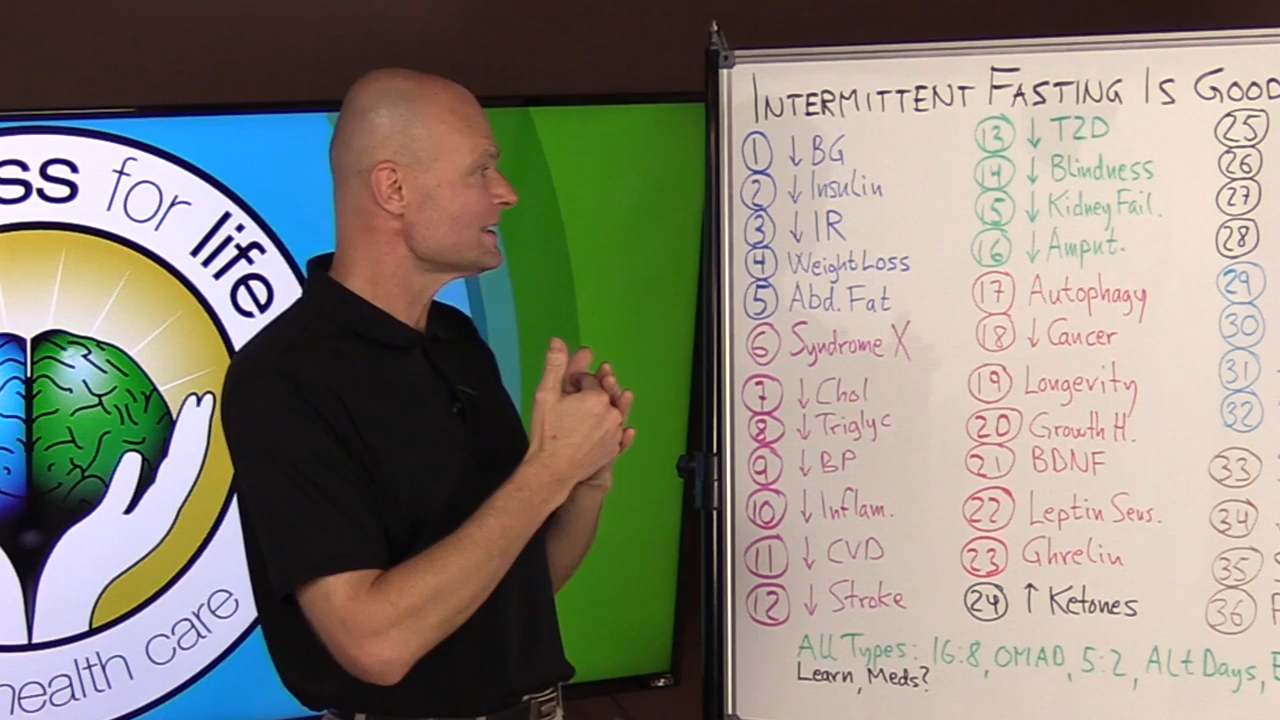 ss for life
health care
INTERMITTENT FASTING IS GOOD
1 ↓ BG
2 ↓ Insulin
3 ↓ IR
4 Weight Loss
5 Abd. Fat
6 Syndrome X
7 ↓ Chol
8 ↓ Triglyc
9 ↓ BP
10 ↓ Inflam.
11 ↓ CVD
12 ↓ Stroke
13 ↓ T2D
14 ↓ Blindness
15 ↓ Kidney Fail.
16 ↓ Amput.
17 Autophagy
18 ↓ Cancer
19 Longevity
20 Growth H.
21 BDNF
22 Leptin Sens.
23 Ghrelin
24 ↑ Ketones
25
26
27
28
29
30
31
32
33
34
35
36
All Types: 16:8, OMAD, 5:2, Alt Days,
Learn, Meds?